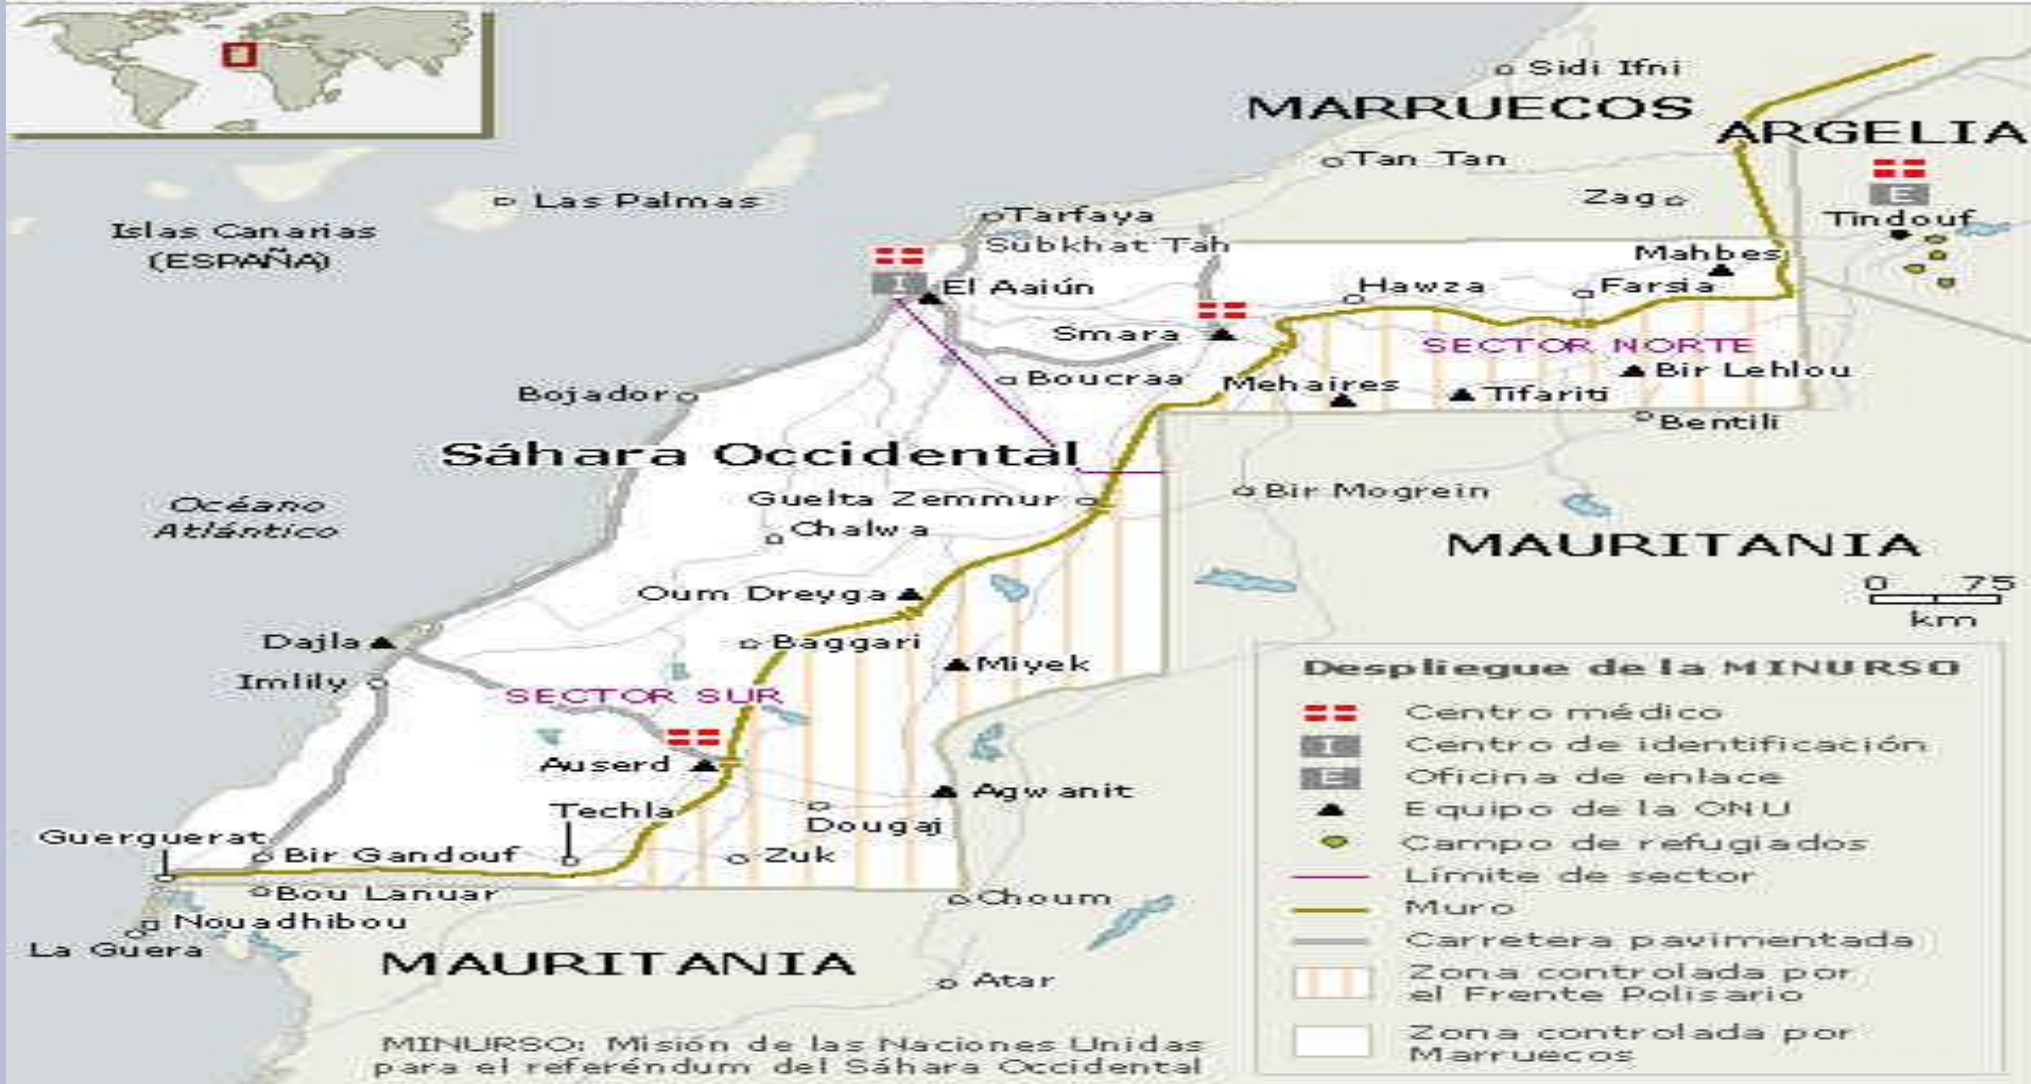 Sidi Ifni
MARRUECOS
ARGELIA
Tan Tan
E
Zag
Tindouf
Las Palmas
Islas Canarias
(ESPAÑA)
Tarfaya
Subkhat Tah
Mahbes
I
El Aaiún
Hawza
Farsia
Smara
SECTOR NORTE
Bir Lehlou
Boucraa
Mehaires
Tifariti
Bojador
Bentili
Sáhara Occidental
Guelta Zemmur
Bir Mogrein
Océano
Atlántico
Chalwa
MAURITANIA
Oum Dreyga
0 75
km
Dajla
Baggari
Miyek
Imlily
SECTOR SUR
Auserd
Agwanit
Techla
Dougaj
Guerguerat
Bir Gandouf
Zuk
Bou Lanuar
Choum
Nouadhibou
La Guera
MAURITANIA
Atar
Despliegue de la MINURSO
Centro médico
I Centro de identificación
E Oficina de enlace
Equipo de la ONU
Campo de refugiados
Límite de sector
Muro
Carretera pavimentada
Zona controlada por
el Frente Polisario
Zona controlada por
Marruecos
MINURSO: Misión de las Naciones Unidas
para el referéndum del Sáhara Occidental